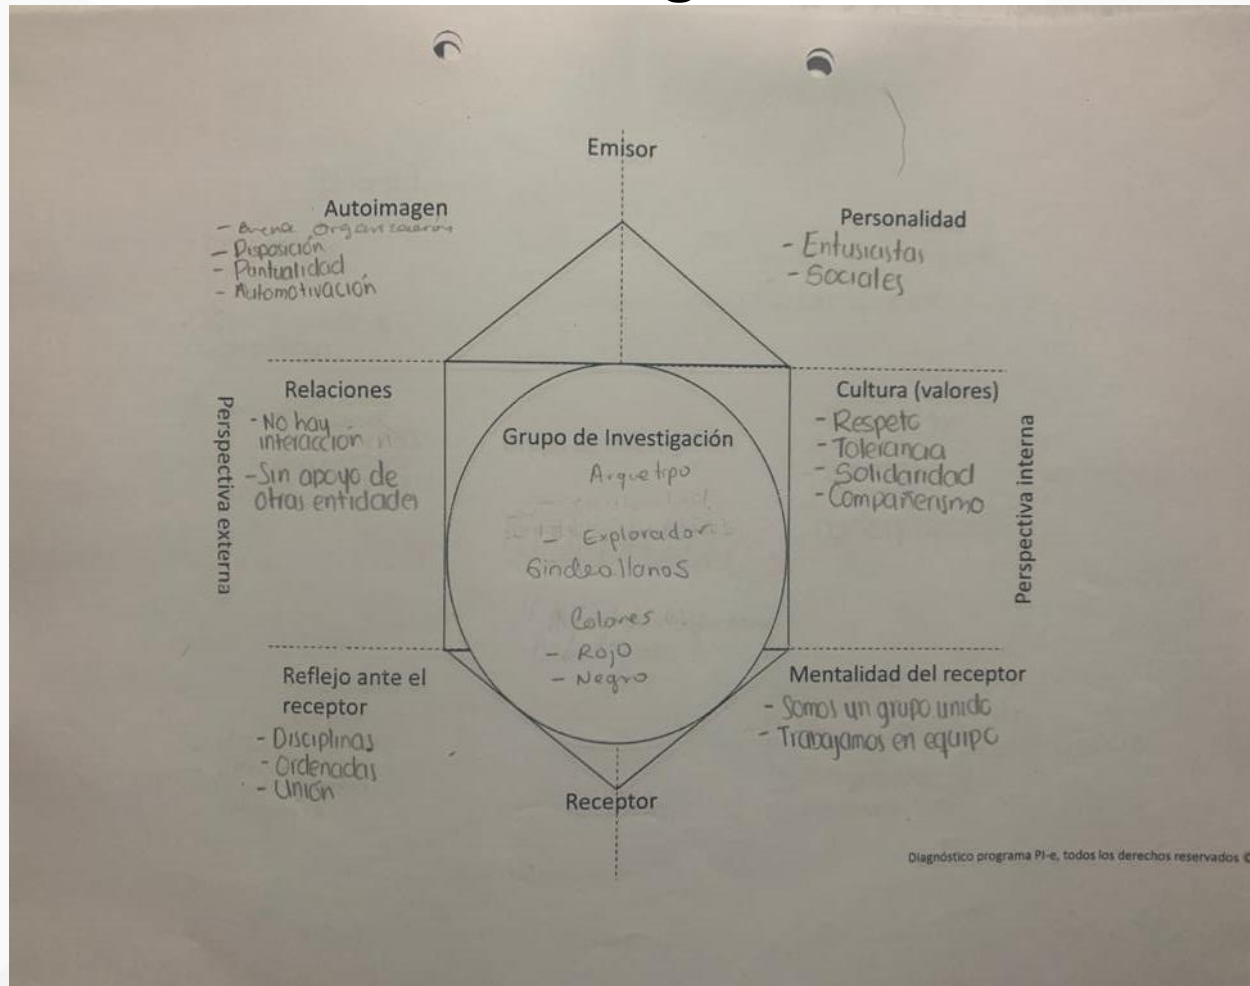 Emisor
Autoimagen
- Buena organización
- Disposición
- Puntualidad
- Automotivación
Personalidad
- Entusiastas
- Sociales
Perspectiva externa
Relaciones
- No hay
interacción
- Sin apoyo de
otras entidades
Grupo de Investigación
Arquetipo
- Explorador
Gindeallanos
Colores
- Rojo
- Negro
Cultura (valores)
- Respeto
- Tolerancia
- Solidaridad
- Compañerismo
Perspectiva interna
Reflejo ante el
receptor
- Disciplinas
- Ordenadas
- Unión
Mentalidad del receptor
- Somos un grupo unido
- Trabajamos en equipo
Receptor
Diagnóstico programa PI-e, todos los derechos reservados ©